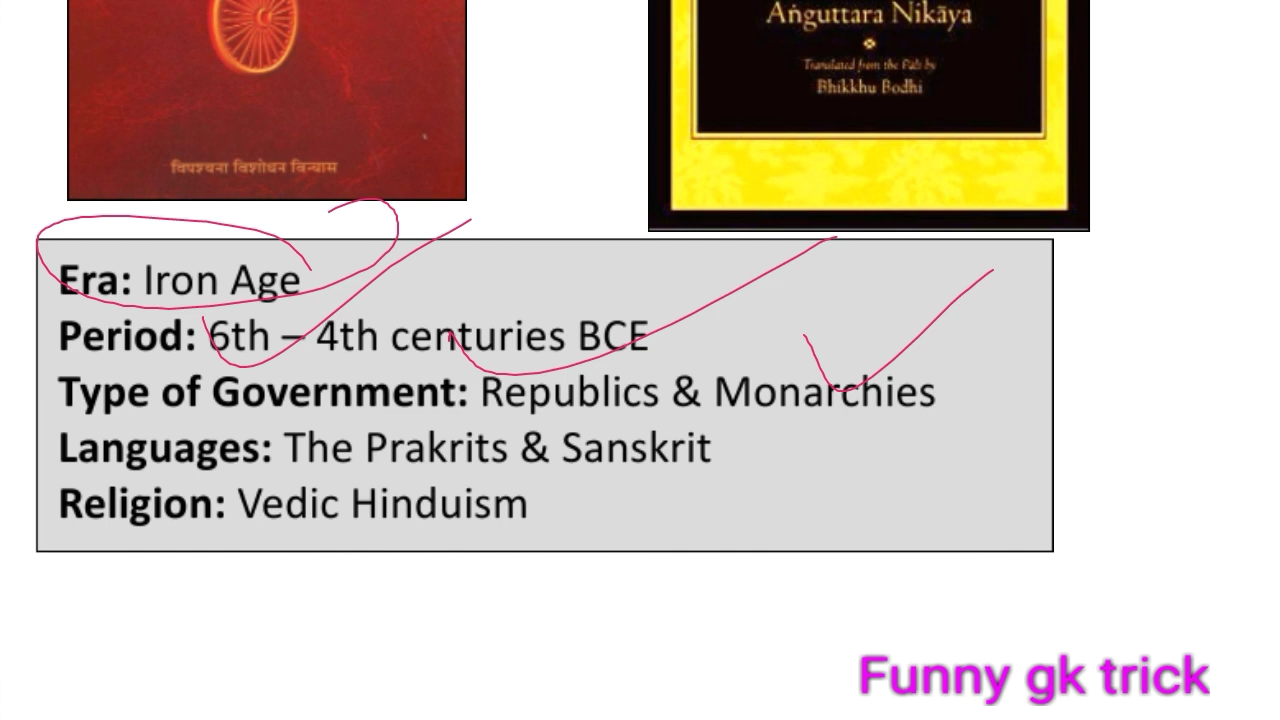 Aṅguttara Nikāya
Translated from the Pāli by
Bhikkhu Bodhi
विपश्यना विशोधन विन्यास
Era: Iron Age
Period: 6th – 4th centuries BCE
Type of Government: Republics & Monarchies
Languages: The Prakrits & Sanskrit
Religion: Vedic Hinduism
Funny gk trick